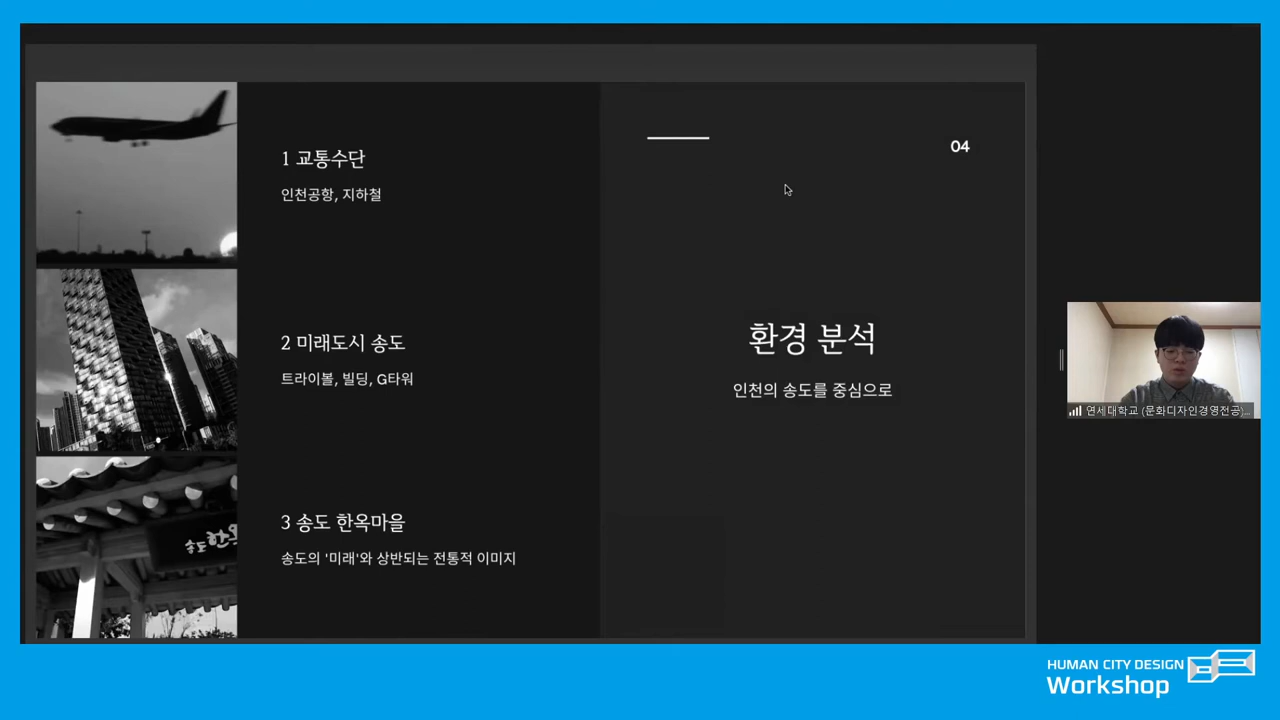 1 교통수단
인천공항, 지하철
2 미래도시 송도
트라이볼, 빌딩, G타워
3 송도 한옥마을
송도의 '미래'와 상반되는 전통적 이미지
송도한옥
04
환경 분석
인천의 송도를 중심으로
연세대학교 (문화디자인경영전공)...
HUMAN CITY DESIGN
Workshop